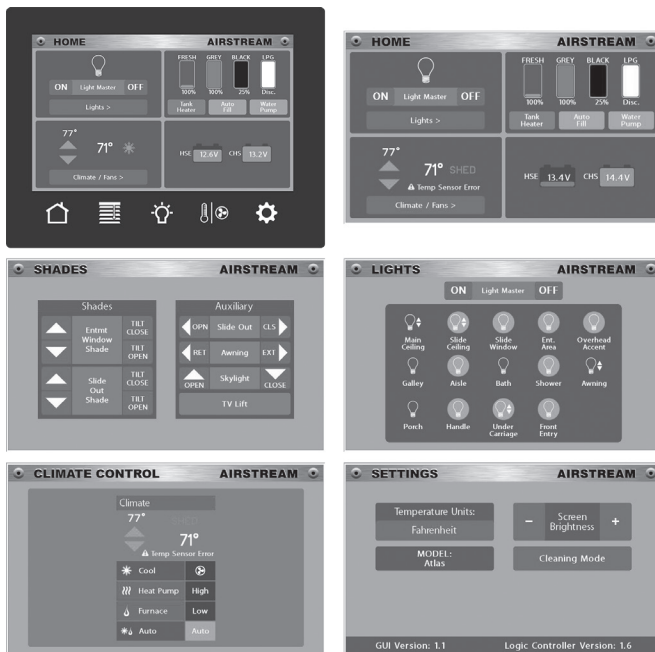 HOME AIRSTREAM
FRESH GREY BLACK LPG
ON Light Master OFF
100% 100% 25% Disc.
Lights >
Tank Heater Auto Fill Water Pump
77°
71°
HSE 12.6V CHS 13.2V
Climate / Fans >
HOME AIRSTREAM
FRESH GREY BLACK LPG
ON Light Master OFF
100% 100% 25% Disc.
Lights >
Tank Heater Auto Fill Water Pump
77°
71° SHED
Temp Sensor Error
HSE 13.4V CHS 14.4V
Climate / Fans >
SHADES AIRSTREAM
Shades
Entmt Window Shade
TILT CLOSE
TILT OPEN
Slide Out Shade
TILT CLOSE
TILT OPEN
Auxiliary
OPN Slide Out CLS
RET Awning EXT
OPEN Skylight CLOSE
TV Lift
LIGHTS AIRSTREAM
ON Light Master OFF
Main Ceiling Slide Ceiling Slide Window Ent. Area Overhead Accent
Galley Aisle Bath Shower Awning
Porch Handle Under Carriage Front Entry
CLIMATE CONTROL AIRSTREAM
Climate
77° SHED
71°
Temp Sensor Error
Cool
Heat Pump High
Furnace Low
Auto Auto
SETTINGS AIRSTREAM
Temperature Units:
Fahrenheit
- Screen Brightness +
MODEL:
Atlas
Cleaning Mode
GUI Version: 1.1 Logic Controller Version: 1.6